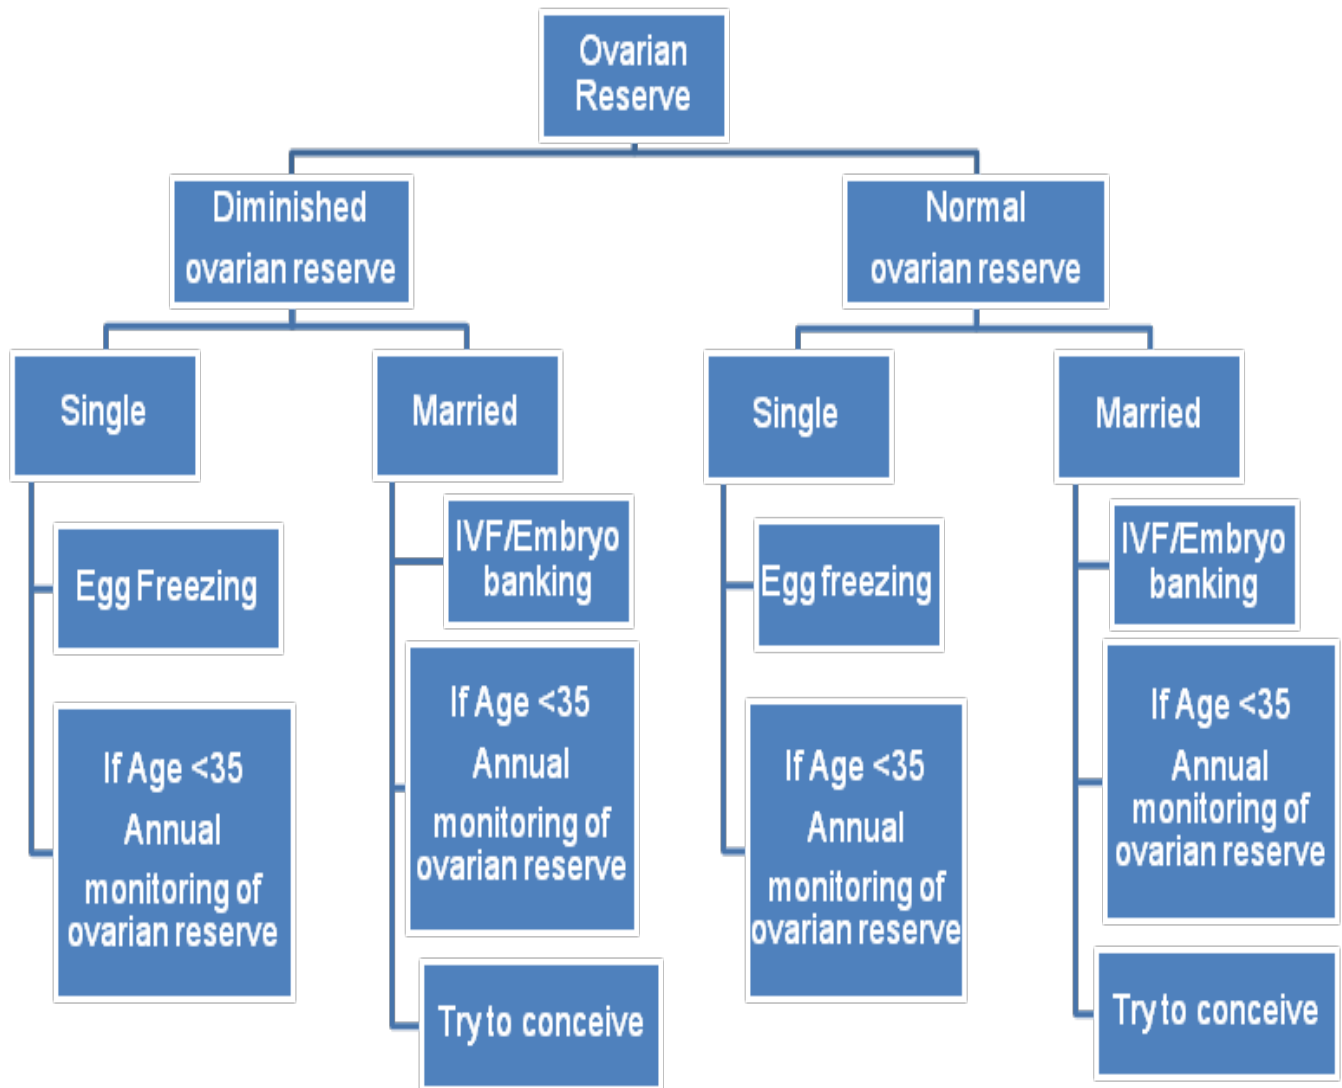 Ovarian
Reserve
Diminished
ovarian reserve
Normal
ovarian reserve
Single
Married
Single
Married
Egg Freezing
If Age <35
Annual
monitoring of
ovarian reserve
IVF/Embryo
banking
If Age <35
Annual
monitoring of
ovarian reserve
Try to conceive
Egg freezing
If Age <35
Annual
monitoring of
ovarian reserve
IVF/Embryo
banking
If Age <35
Annual
monitoring of
ovarian reserve
Try to conceive